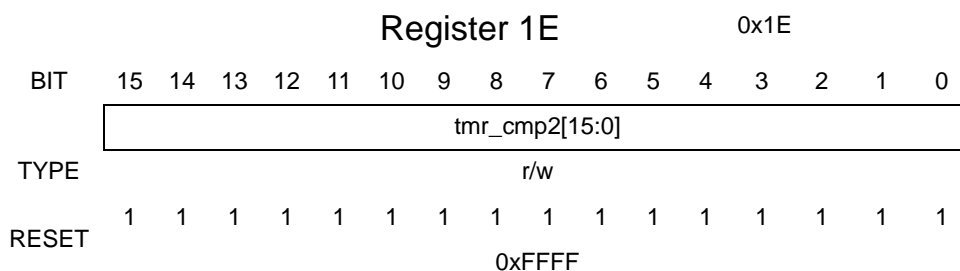 Register 1E 0x1E
BIT 15 14 13 12 11 10 9 8 7 6 5 4 3 2 1 0
tmr_cmp2[15:0]
TYPE r/w
RESET 1 1 1 1 1 1 1 1 1 1 1 1 1 1 1 1
0xFFFF